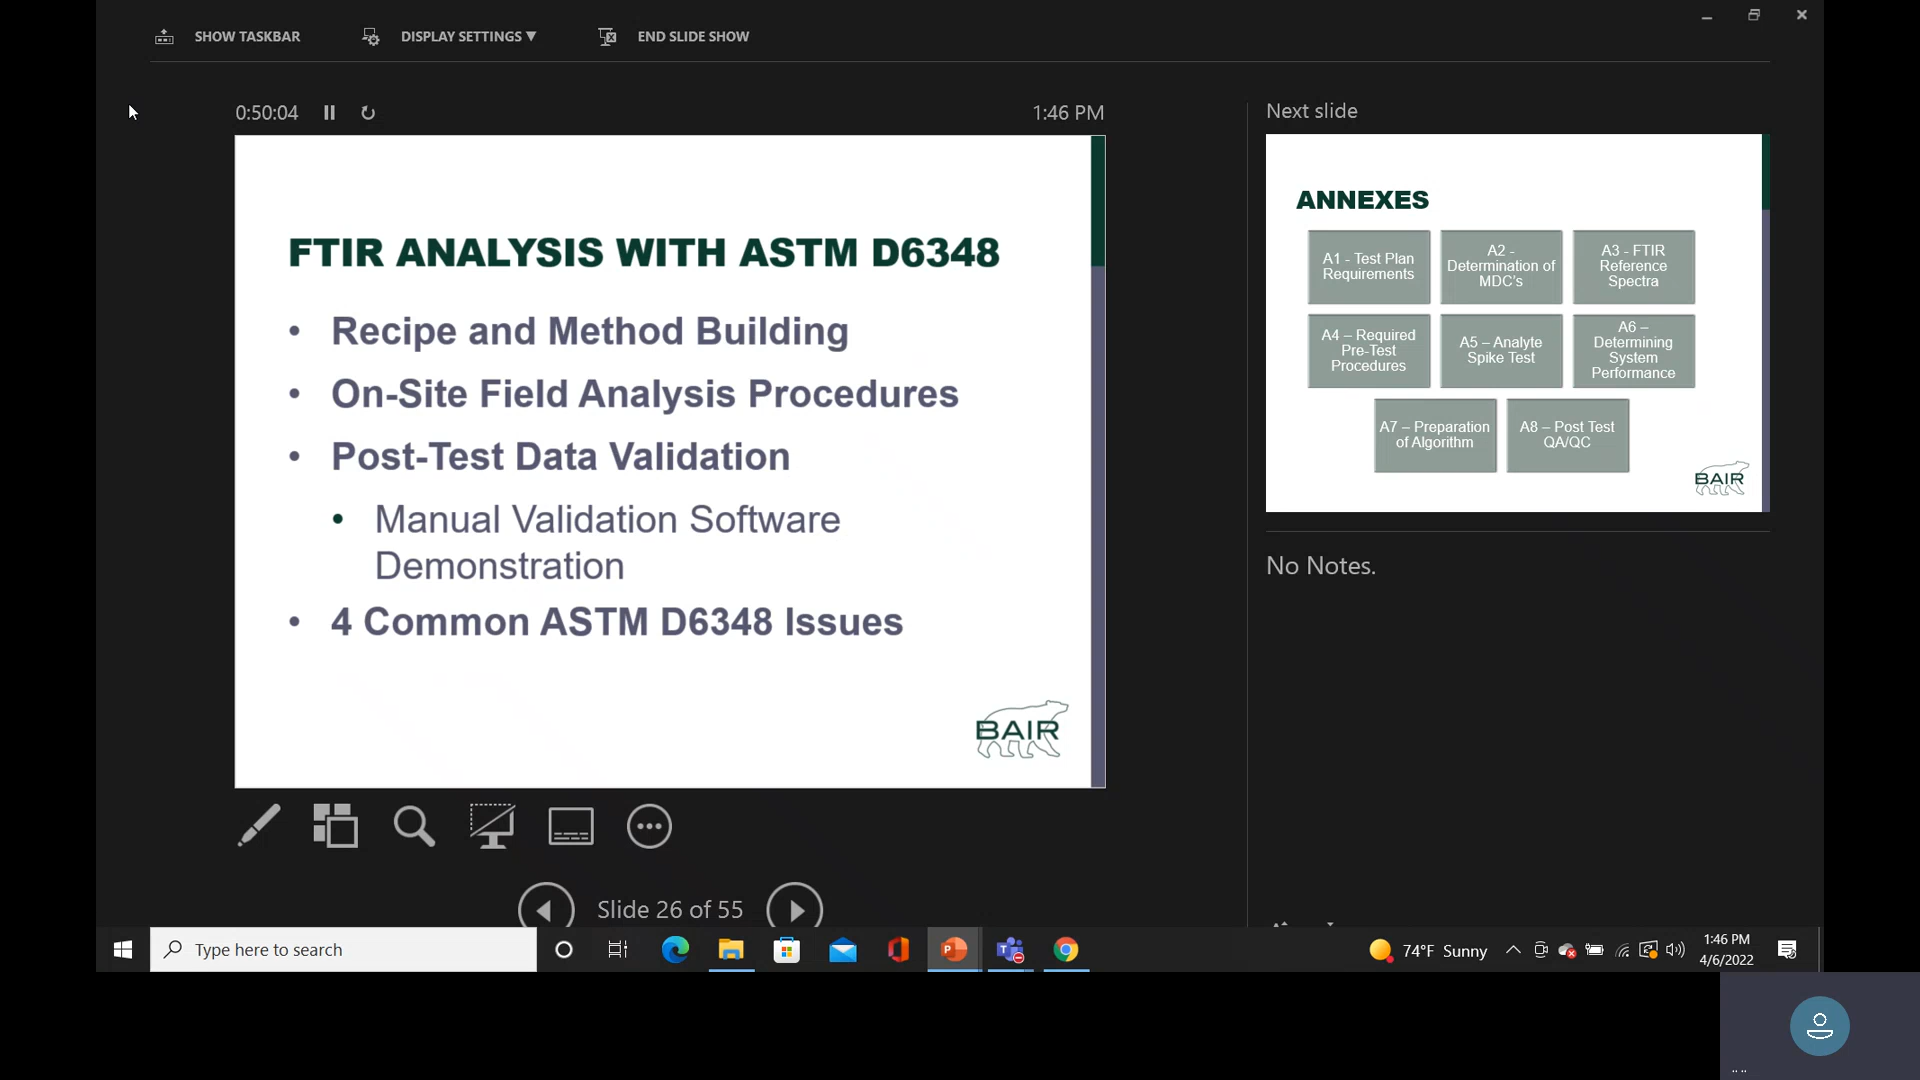 SHOW TASKBAR
DISPLAY SETTINGS ▼
END SLIDE SHOW
0:50:04
1:46 PM
FTIR ANALYSIS WITH ASTM D6348
• Recipe and Method Building
• On-Site Field Analysis Procedures
• Post-Test Data Validation
• Manual Validation Software
Demonstration
• 4 Common ASTM D6348 Issues
BAIR
Next slide
ANNEXES
A1 - Test Plan
Requirements
A2 -
Determination of
MDC's
A3 - FTIR
Reference
Spectra
A4 – Required
Pre-Test
Procedures
A5 – Analyte
Spike Test
A6 –
Determining
System
Performance
A7 – Preparation
of Algorithm
A8 – Post Test
QA/QC
BAIR
No Notes.
Slide 26 of 55
Type here to search
74°F Sunny
1:46 PM
4/6/2022